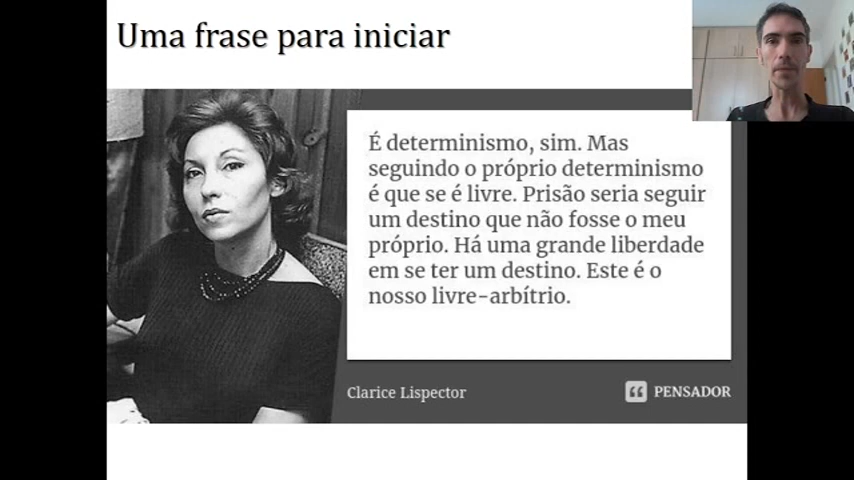 Uma frase para iniciar
É determinismo, sim. Mas
seguindo o próprio determinismo
é que se é livre. Prisão seria seguir
um destino que não fosse o meu
próprio. Há uma grande liberdade
em se ter um destino. Este é o
nosso livre-arbítrio.
Clarice Lispector
PENSADOR